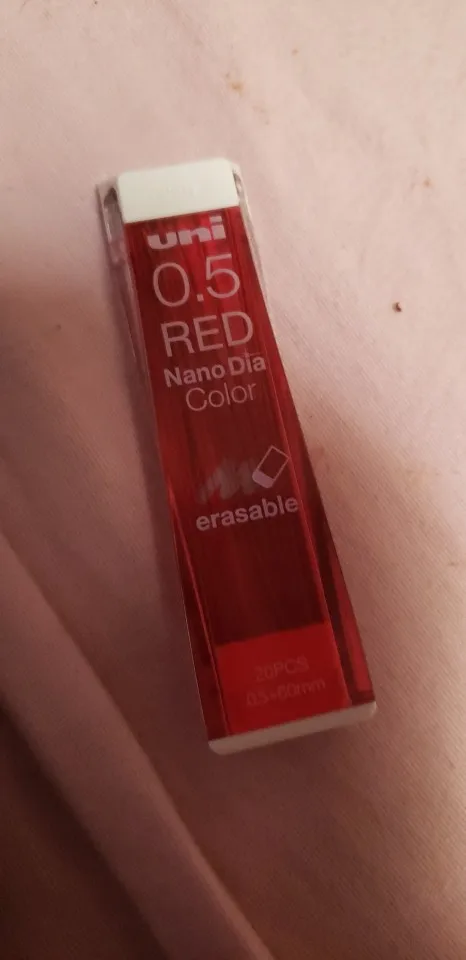 uni
0.5
RED
Nano Dia
Color
erasable
20PCS
0.5×60mm